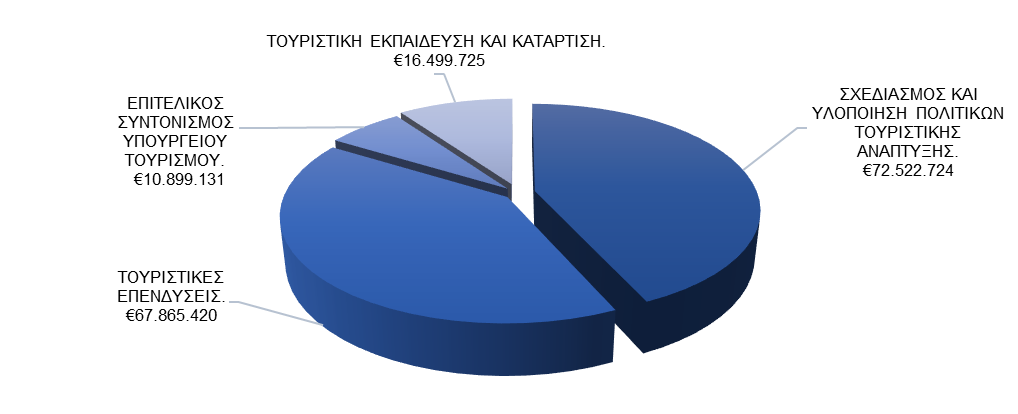 ΤΟΥΡΙΣΤΙΚΗ ΕΚΠΑΙΔΕΥΣΗ ΚΑΙ ΚΑΤΑΡΤΙΣΗ.
€16.499.725
ΣΧΕΔΙΑΣΜΟΣ ΚΑΙ
ΥΛΟΠΟΙΗΣΗ ΠΟΛΙΤΙΚΩΝ
ΤΟΥΡΙΣΤΙΚΗΣ
ΑΝΑΠΤΥΞΗΣ.
€72.522.724
ΕΠΙΤΕΛΙΚΟΣ
ΣΥΝΤΟΝΙΣΜΟΣ
ΥΠΟΥΡΓΕΙΟΥ
ΤΟΥΡΙΣΜΟΥ.
€10.899.131
ΤΟΥΡΙΣΤΙΚΕΣ
ΕΠΕΝΔΥΣΕΙΣ.
€67.865.420